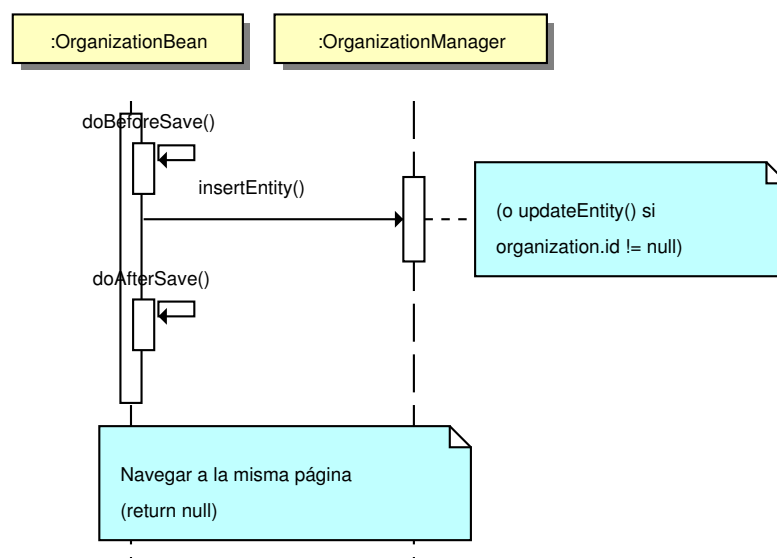 :OrganizationBean
:OrganizationManager
doBeforeSave()
insertEntity()
(o updateEntity() si
organization.id != null)
doAfterSave()
Navegar a la misma página
(return null)